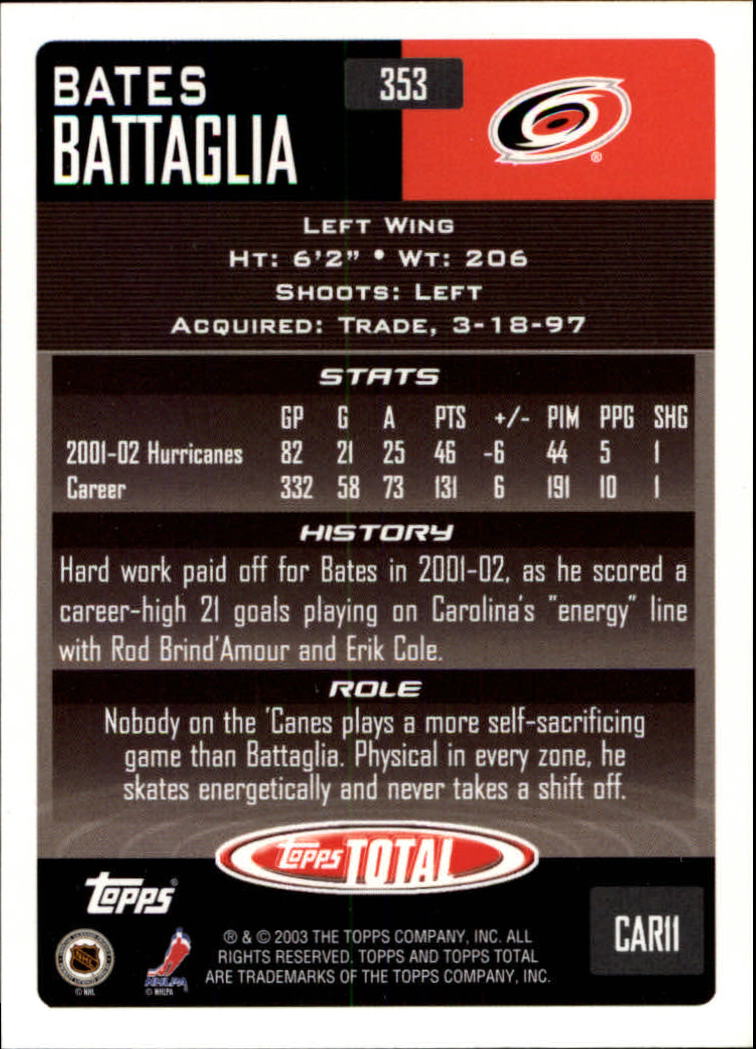 BATES
BATTAGLIA
353
®
LEFT WING
HT: 6'2" • WT: 206
SHOOTS: LEFT
ACQUIRED: TRADE, 3-18-97
STATS
GP G A PTS +/- PIM PPG SHG
2001-02 Hurricanes 82 21 25 46 -6 44 5 1
Career 332 58 73 131 6 191 10 1
HISTORY
Hard work paid off for Bates in 2001-02, as he scored a
career-high 21 goals playing on Carolina's "energy" line
with Rod Brind'Amour and Erik Cole.
ROLE
Nobody on the 'Canes plays a more self-sacrificing
game than Battaglia. Physical in every zone, he
skates energetically and never takes a shift off.
Topps TOTAL
Topps®
CAR11
® & © 2003 THE TOPPS COMPANY, INC. ALL
RIGHTS RESERVED. TOPPS AND TOPPS TOTAL
ARE TRADEMARKS OF THE TOPPS COMPANY, INC.
NHL
© NHL
NHLPA
© NHLPA